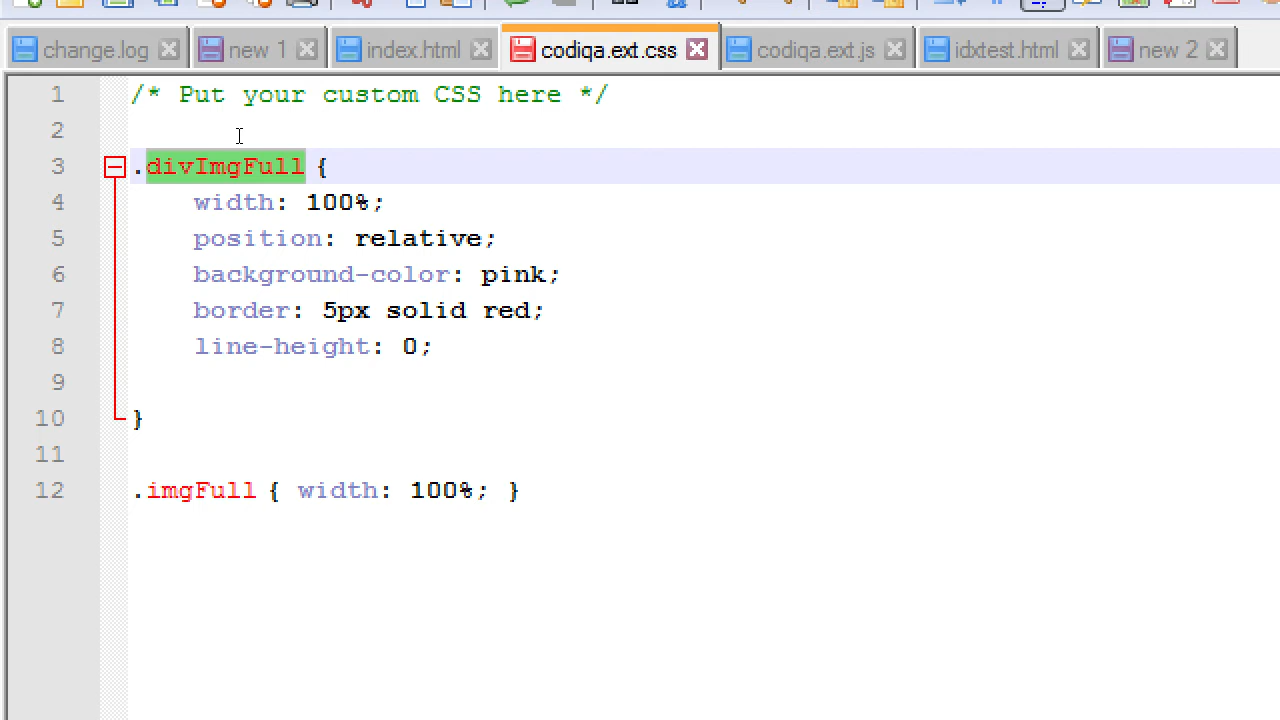 change.log new 1 index.html codiqa.ext.css codiqa.ext.js idxtest.html new 2
1 /* Put your custom CSS here */
2
3 .divImgFull {
4 width: 100%;
5 position: relative;
6 background-color: pink;
7 border: 5px solid red;
8 line-height: 0;
9
10 }
11
12 .imgFull { width: 100%; }